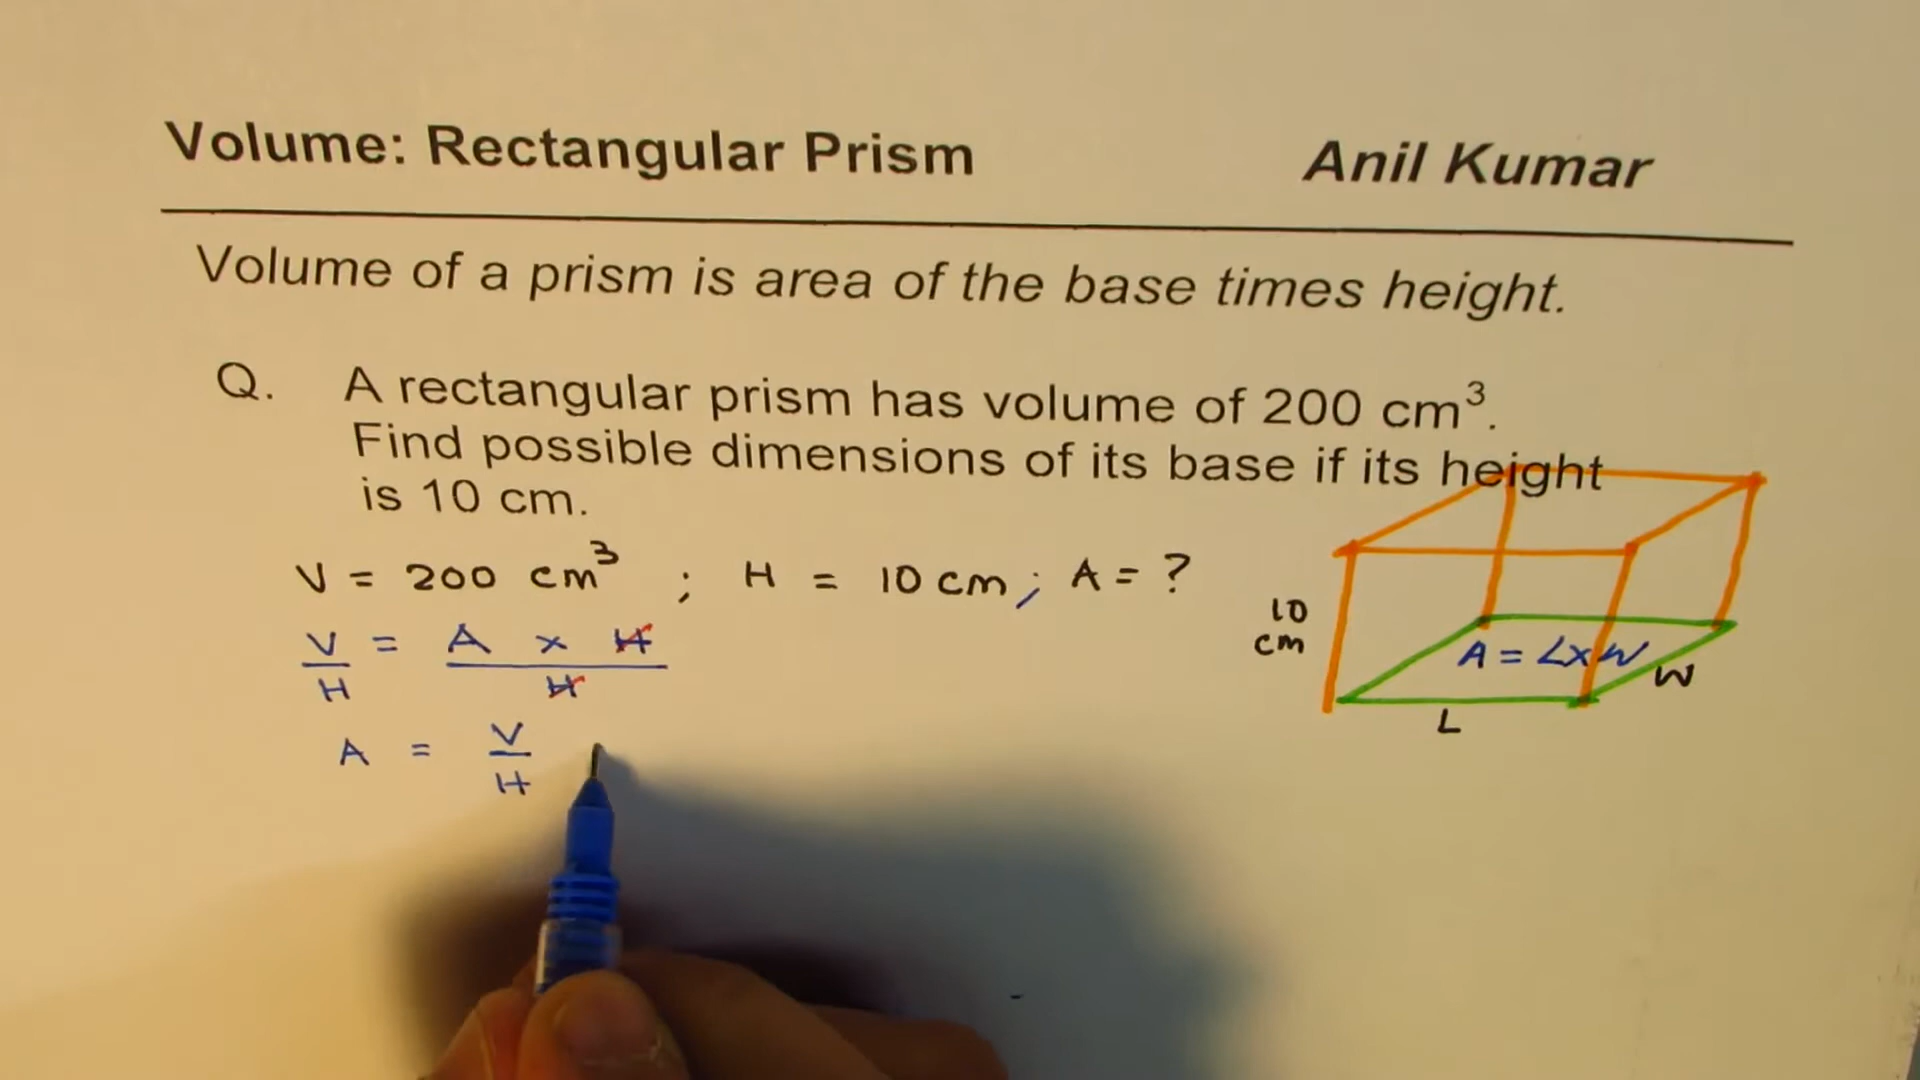 Volume: Rectangular Prism Anil Kumar
Volume of a prism is area of the base times height.
Q. A rectangular prism has volume of 200 cm³.
Find possible dimensions of its base if its height
is 10 cm.
V = 200 cm³ ; H = 10 cm ; A = ?
V/H = A x H/H
A = V/H
10
cm
A = L x W
W
L